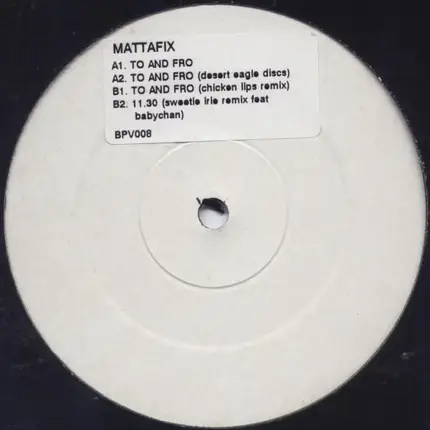 MATTAFIX
A1. TO AND FRO
A2. TO AND FRO (desert eagle discs)
B1. TO AND FRO (chicken lips remix)
B2. 11.30 (sweetie irie remix feat
babychan)
BPV008